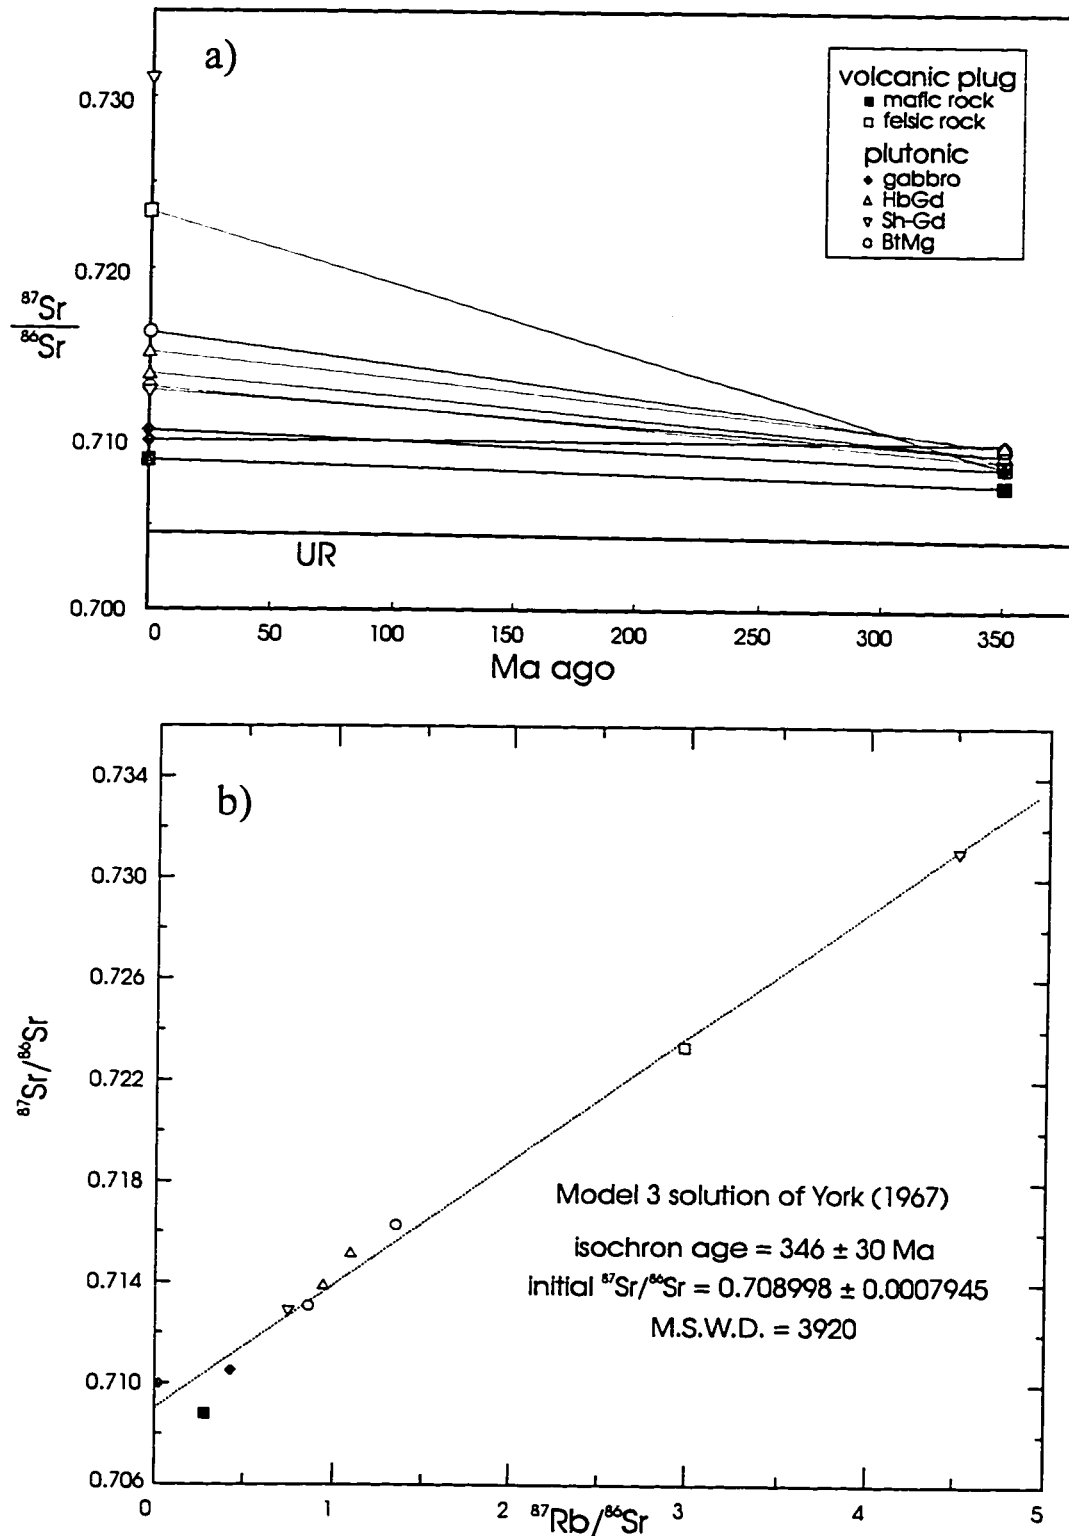 a)
volcanic plug
mafic rock
felsic rock
plutonic
gabbro
HbGd
Sh-Gd
BtMg
0.730
0.720
0.710
0.700
⁸⁷Sr
⁸⁶Sr
UR
0 50 100 150 200 250 300 350
Ma ago
b)
0.734
0.730
0.726
0.722
0.718
0.714
0.710
0.706
⁸⁷Sr/⁸⁶Sr
Model 3 solution of York (1967)
isochron age = 346 ± 30 Ma
initial ⁸⁷Sr/⁸⁶Sr = 0.708998 ± 0.0007945
M.S.W.D. = 3920
0 1 2 3 4 5
⁸⁷Rb/⁸⁶Sr